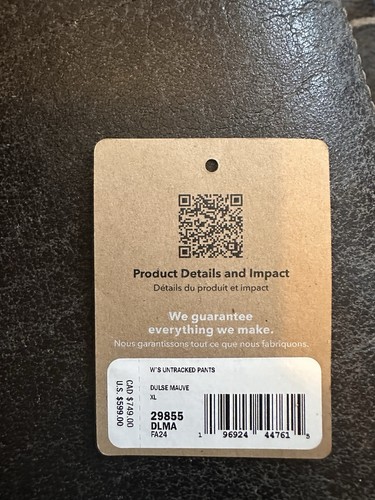 Product Details and Impact
Détails du produit et impact
We guarantee
everything we make.
Nous garantissons tout ce que nous fabriquons.
W'S UNTRACKED PANTS
DULSE MAUVE
XL
29855
DLMA
FA24
CAD $749.00
U.S. $599.00
1 96924 44761 5